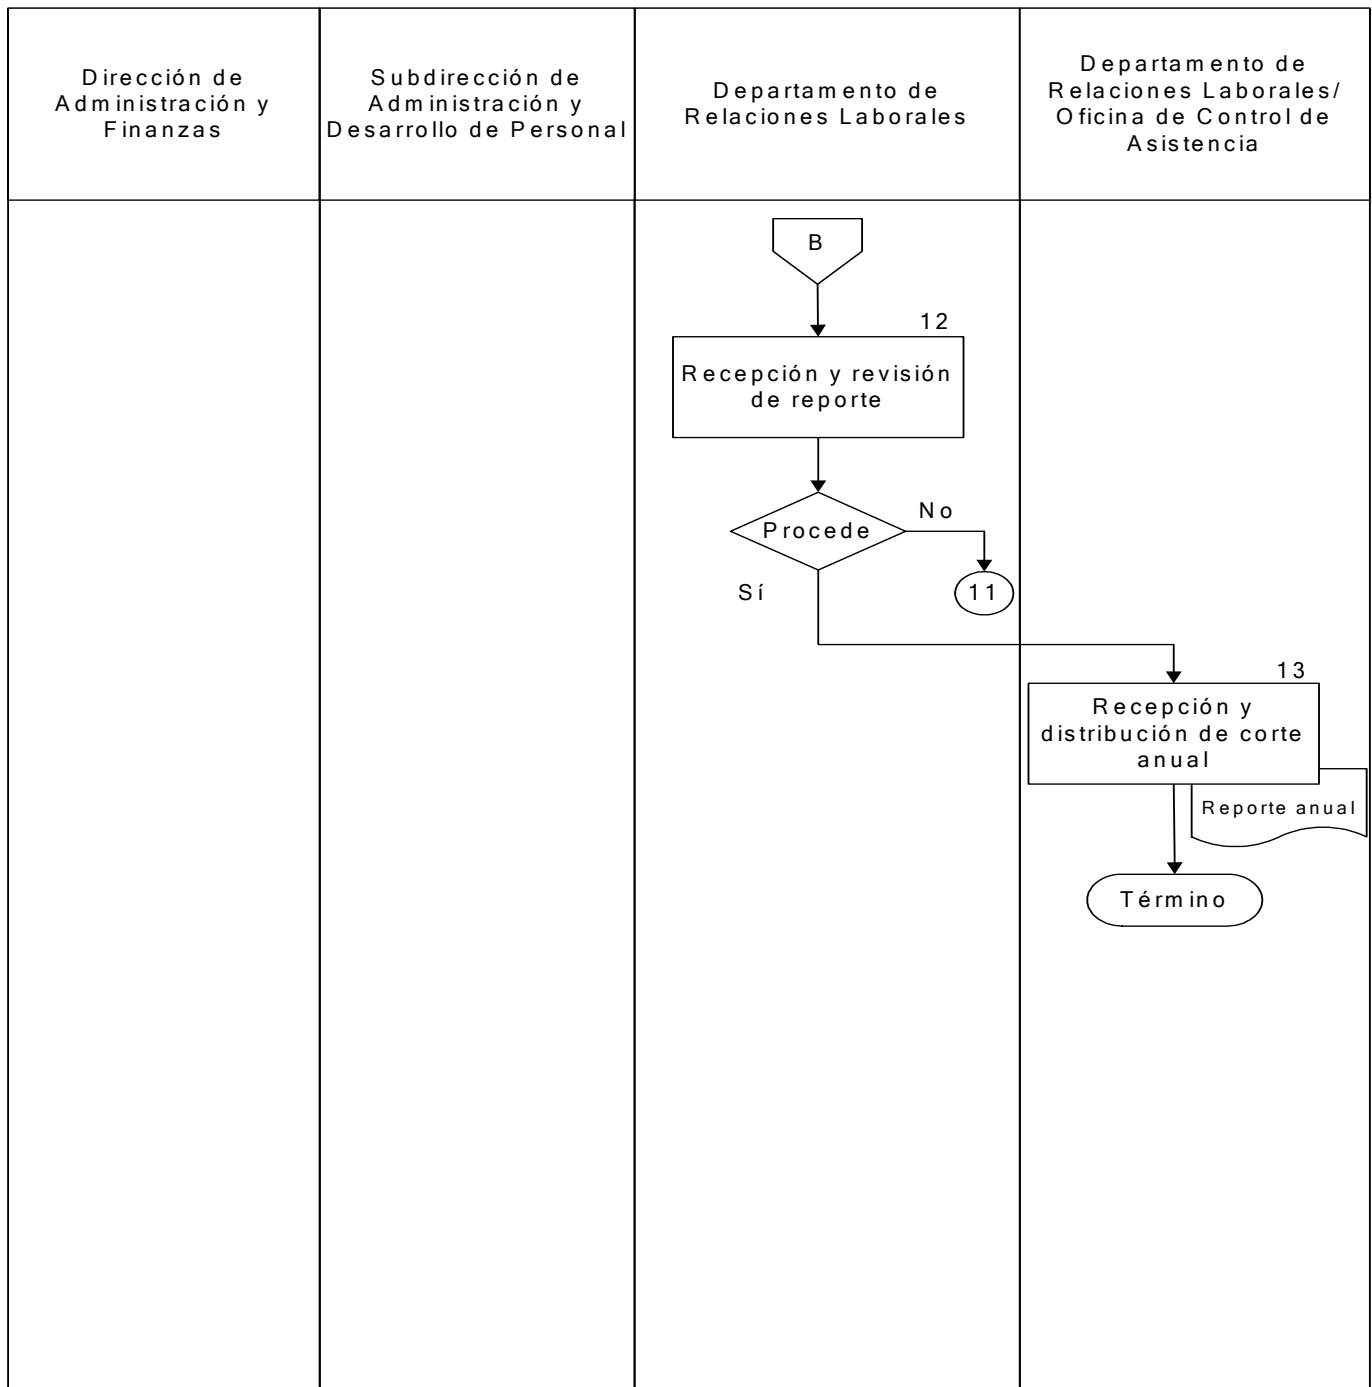 Dirección de
Administración y
Finanzas
Subdirección de
Administración y
Desarrollo de Personal
Departamento de
Relaciones Laborales
Departamento de
Relaciones Laborales/
Oficina de Control de
Asistencia
B
12
Recepción y revisión
de reporte
Procede
No
Sí
11
13
Recepción y
distribución de corte
anual
Reporte anual
Término